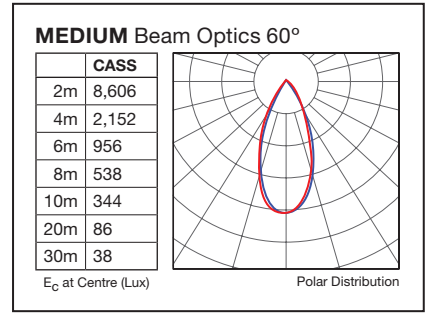 MEDIUM Beam Optics 60º
CASS
2m 8,606
4m 2,152
6m 956
8m 538
10m 344
20m 86
30m 38
EC at Centre (Lux)
Polar Distribution